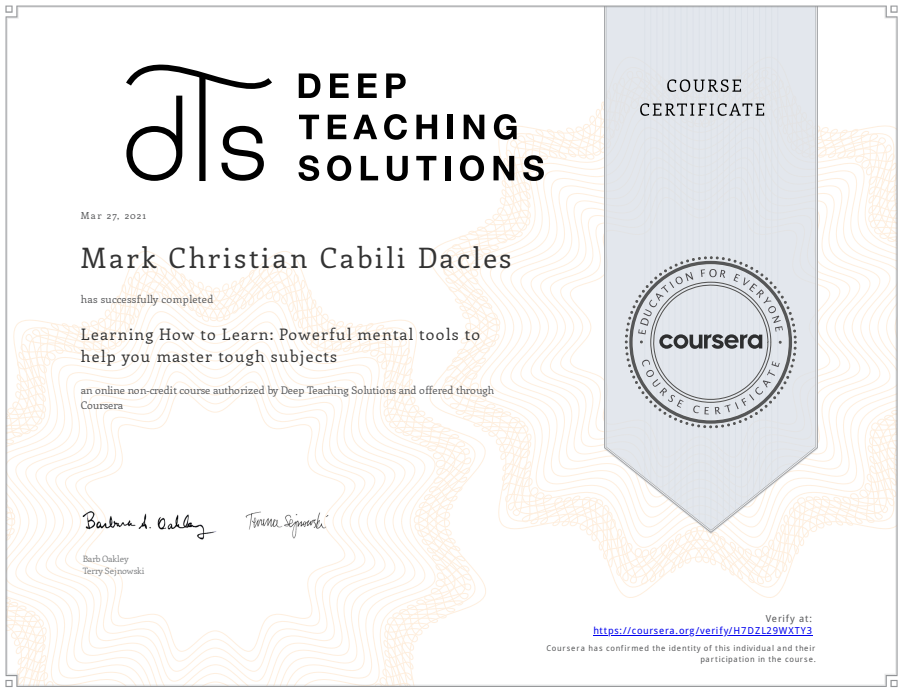 dTs
DEEP
TEACHING
SOLUTIONS
COURSE
CERTIFICATE
Mar 27, 2021
Mark Christian Cabili Dacles
has successfully completed
Learning How to Learn: Powerful mental tools to
help you master tough subjects
an online non-credit course authorized by Deep Teaching Solutions and offered through
Coursera
EDUCATION FOR EVERYONE
coursera
COURSE CERTIFICATE
Barbara A. Oakley
Terrence Sejnowski
Barb Oakley
Terry Sejnowski
Verify at:
https://coursera.org/verify/H7DZL29WXTY3
Coursera has confirmed the identity of this individual and their
participation in the course.